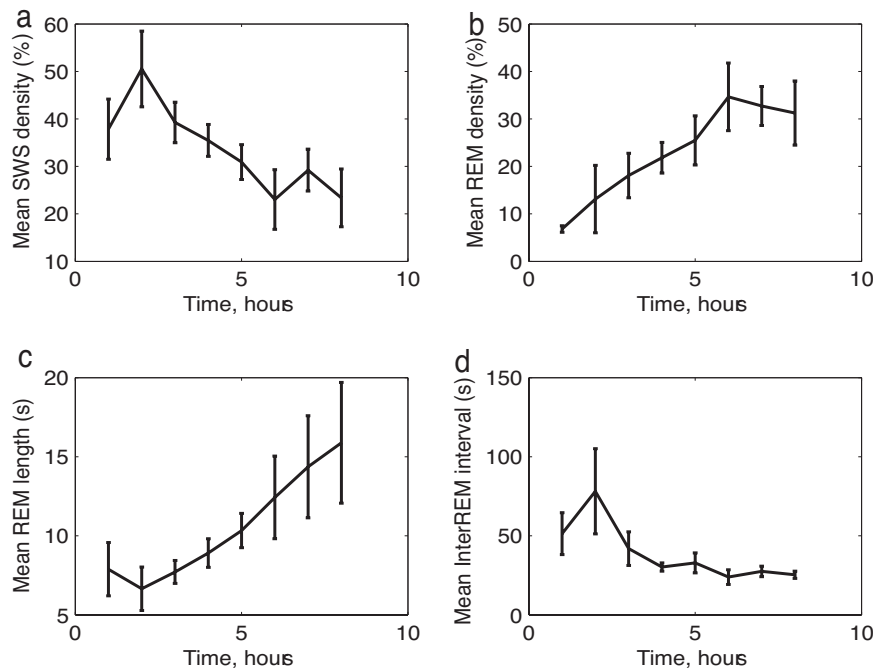 a
60
50
40
30
20
10
0
5
10
Mean SWS density (%)
Time, hours
b
40
50
30
20
10
0
0
5
10
Mean REM density (%)
Time, hours
c
20
15
10
5
0
5
10
Mean REM length (s)
Time, hours
d
150
100
50
0
0
5
10
Mean InterREM interval (s)
Time, hours